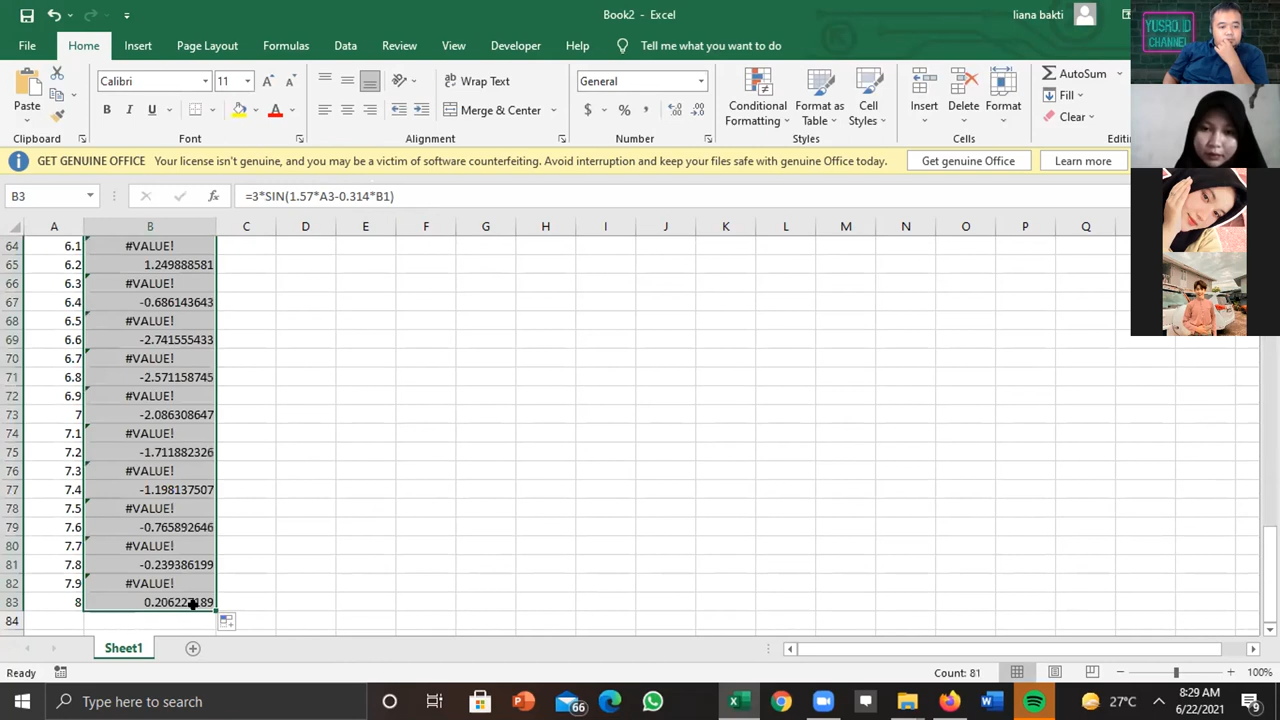 Book2 - Excel
liana bakti
YUSRO.ID
CHANNEL
File Home Insert Page Layout Formulas Data Review View Developer Help Tell me what you want to do
Calibri 11 Wrap Text General AutoSum
Paste Conditional Format as Cell Insert Delete Format Fill
B I U Merge & Center $ % Formatting Table Styles Clear
Clipboard Font Alignment Number Styles Cells Editin
GET GENUINE OFFICE Your license isn't genuine, and you may be a victim of software counterfeiting. Avoid interruption and keep your files safe with genuine Office today. Get genuine Office Learn more
B3 fx =3*SIN(1.57*A3-0.314*B1)
A B C D E F G H I J K L M N O P Q
64 6.1 #VALUE!
65 6.2 1.249888581
66 6.3 #VALUE!
67 6.4 -0.686143643
68 6.5 #VALUE!
69 6.6 -2.741555433
70 6.7 #VALUE!
71 6.8 -2.571158745
72 6.9 #VALUE!
73 7 -2.086308647
74 7.1 #VALUE!
75 7.2 -1.711882326
76 7.3 #VALUE!
77 7.4 -1.198137507
78 7.5 #VALUE!
79 7.6 -0.765892646
80 7.7 #VALUE!
81 7.8 -0.239386199
82 7.9 #VALUE!
83 8
84
Sheet1
Ready Count: 81 100%
Type here to search 66 27°C 8:29 AM
6/22/2021 9